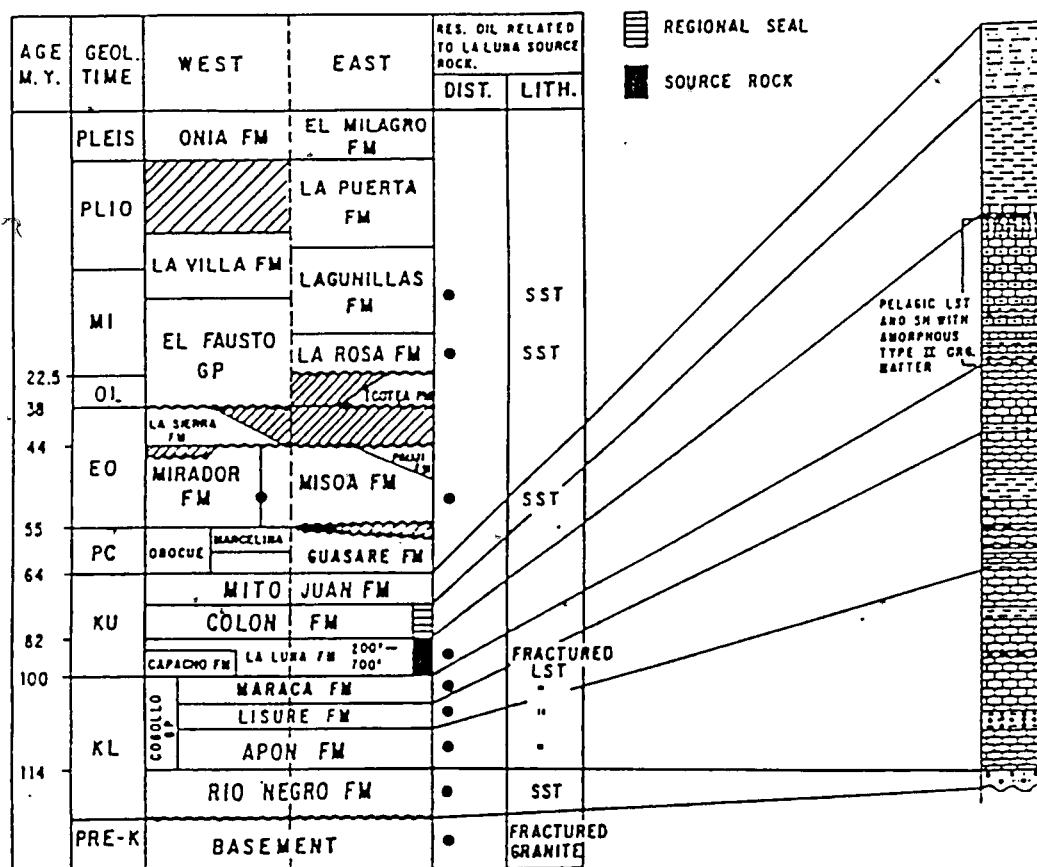 AGE
M.Y.
GEOL.
TIME
WEST
EAST
RES. OIL RELATED
TO LA LUNA SOURCE
ROCK.
DIST.
LITH.
REGIONAL SEAL
SOURCE ROCK
PLEIS
ONIA FM
EL MILAGRO
FM
PLIO
LA PUERTA
FM
LA VILLA FM
LAGUNILLAS
FM
SST
MI
EL FAUSTO
GP
LA ROSA FM
SST
PELAGIC LST
AND SH WITH
AMORPHOUS
TYPE II ORG.
MATTER
22.5
OL
ICOTEA FM
38
LA SIERRA
FM
44
EO
MIRADOR
FM
MISOA FM
FM
SST
55
PC
OROCUE
MARCELINA
GUASARE FM
64
MITO JUAN FM
KU
COLON FM
82
CAPACHO FM
LA LUNA FM
200'-
700'
FRACTURED
LST
100
COGOLLO
GP
MARACA FM
"
LISURE FM
"
KL
APON FM
"
114
RIO NEGRO FM
SST
PRE-K
BASEMENT
FRACTURED
GRANITE